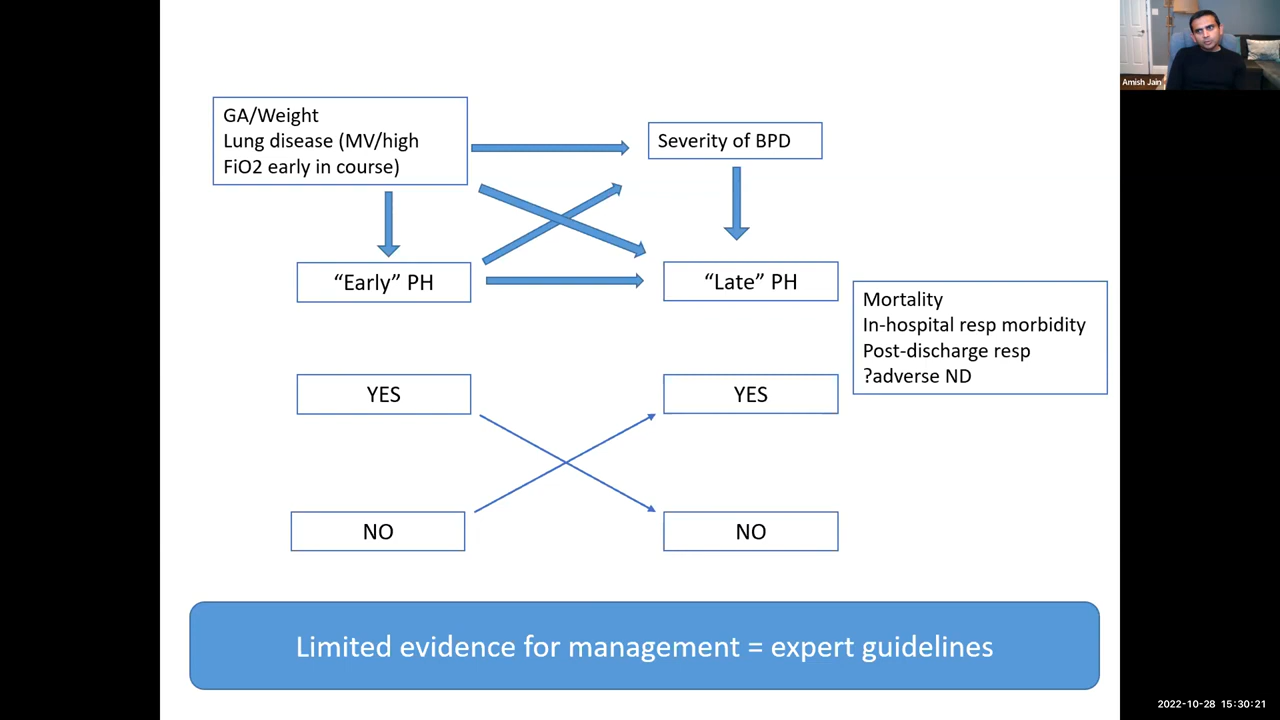 Amish Jain
GA/Weight
Lung disease (MV/high
FiO2 early in course)
Severity of BPD
“Early” PH
“Late” PH
Mortality
In-hospital resp morbidity
Post-discharge resp
?adverse ND
YES
YES
NO
NO
Limited evidence for management = expert guidelines
2022-10-28 15:30:21